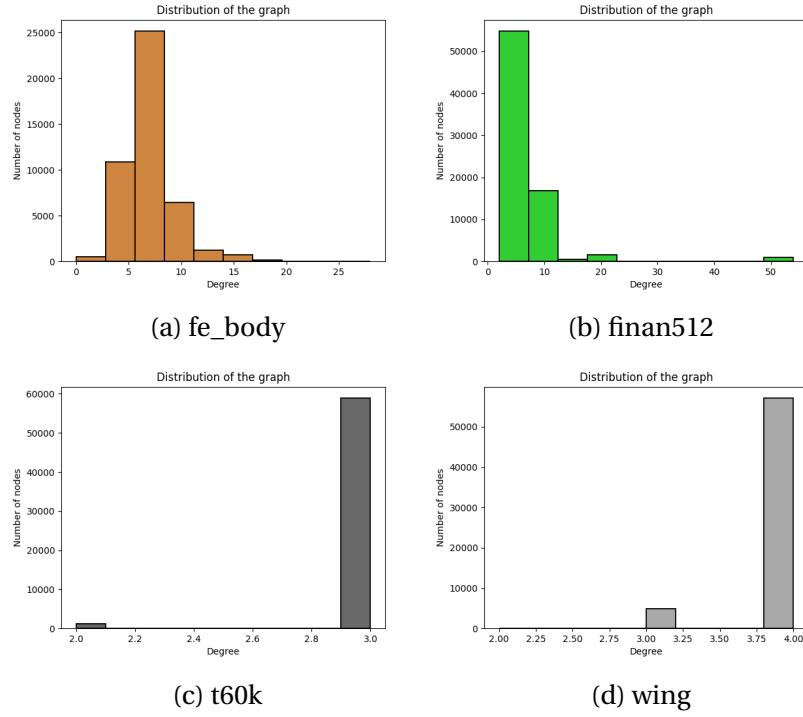 Distribution of the graph
Number of nodes
25000
20000
15000
10000
5000
0
0 5 10 15 20 25
Degree
(a) fe_body
Distribution of the graph
Number of nodes
50000
40000
30000
20000
10000
0
0 10 20 30 40 50
Degree
(b) finan512
Distribution of the graph
Number of nodes
60000
50000
40000
30000
20000
10000
0
2.0 2.2 2.4 2.6 2.8 3.0
Degree
(c) t60k
Distribution of the graph
Number of nodes
50000
40000
30000
20000
10000
0
2.00 2.25 2.50 2.75 3.00 3.25 3.50 3.75 4.00
Degree
(d) wing